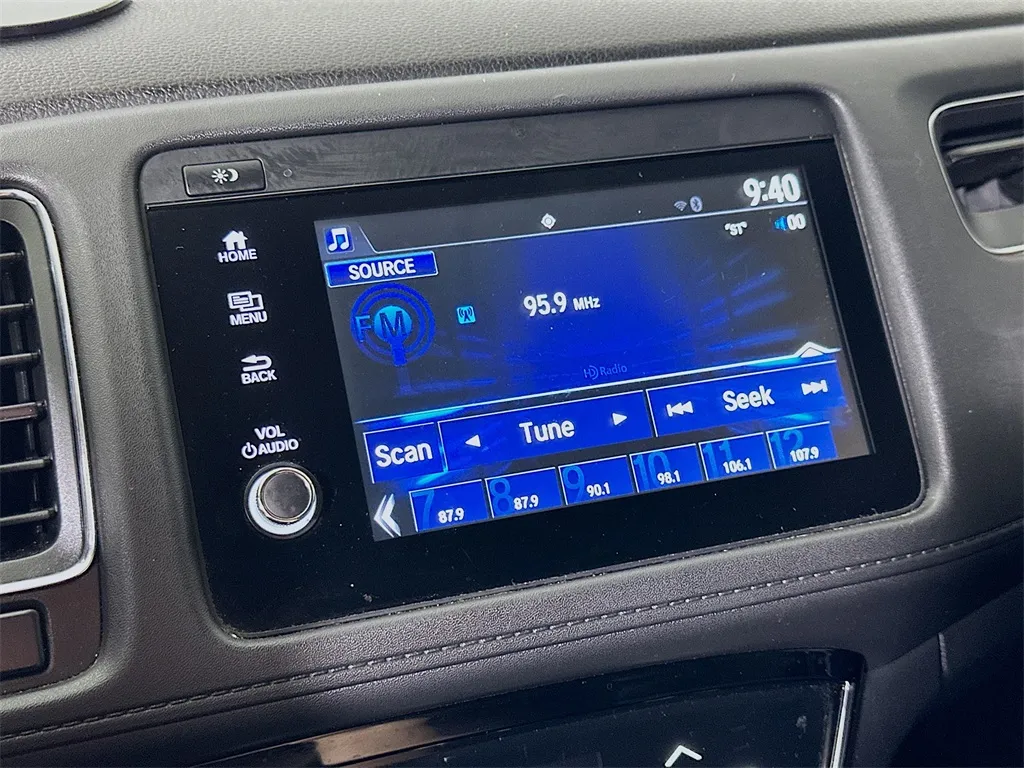 9:40
HOME
"ST"
00
SOURCE
MENU
FM
95.9 MHz
BACK
HD Radio
VOL
AUDIO
Scan
Tune
Seek
7 87.9
8 87.9
9 90.1
10 98.1
11 106.1
12 107.9